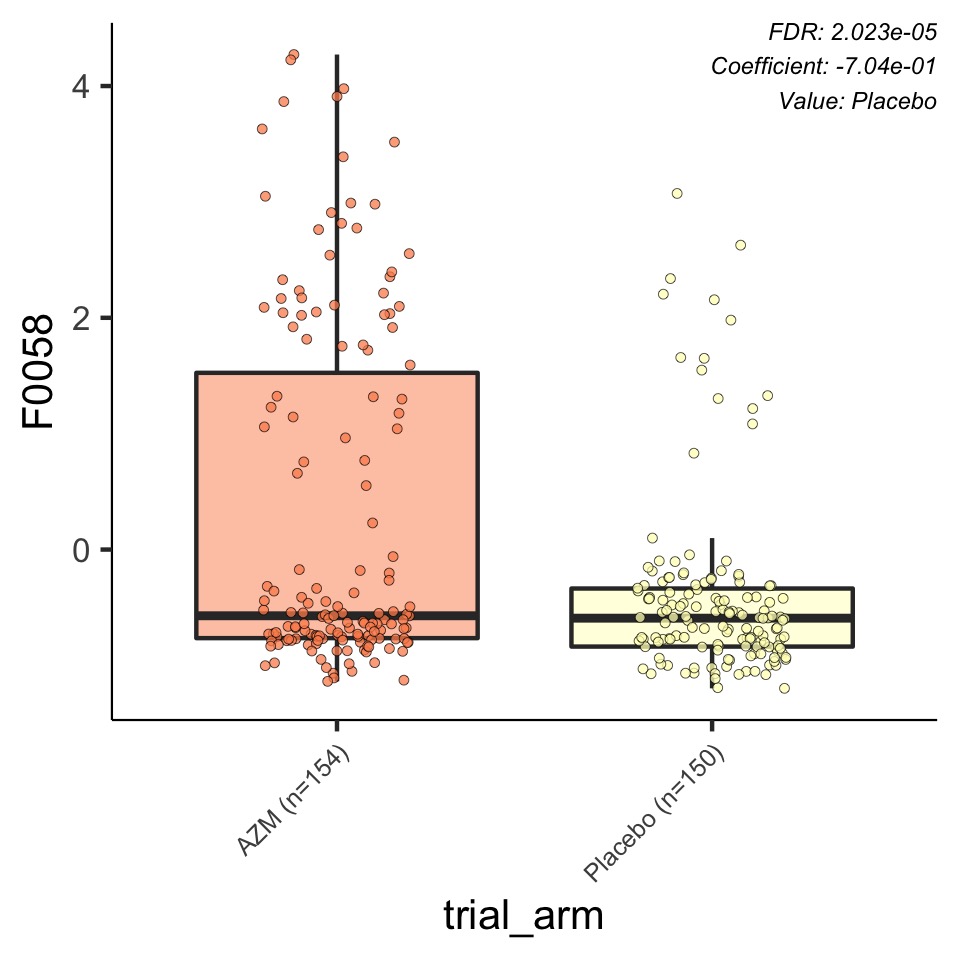 FDR: 2.023e-05
Coefficient: -7.04e-01
Value: Placebo
4
2
0
F0058
AZM (n=154)
Placebo (n=150)
trial_arm